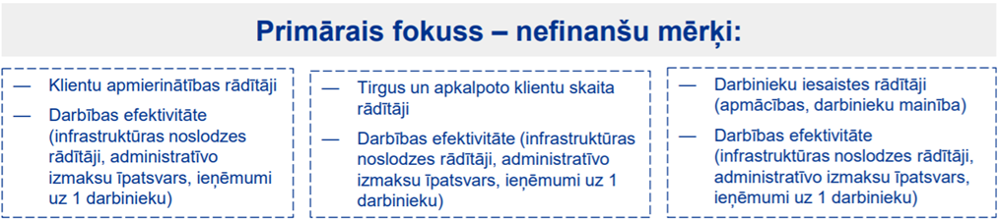 Primārais fokuss – nefinanšu mērķi:
— Klientu apmierinātības rādītāji
— Darbības efektivitāte
(infrastruktūras noslodzes
rādītāji, administratīvo
izmaksu īpatsvars, ieņēmumi
uz 1 darbinieku)
— Tirgus un apkalpoto klientu skaita
rādītāji
— Darbības efektivitāte (infrastruktūras
noslodzes rādītāji, administratīvo
izmaksu īpatsvars, ieņēmumi uz 1
darbinieku)
— Darbinieku iesaistes rādītāji
(apmācības, darbinieku mainība)
— Darbības efektivitāte
(infrastruktūras noslodzes rādītāji,
administratīvo izmaksu īpatsvars,
ieņēmumi uz 1 darbinieku)